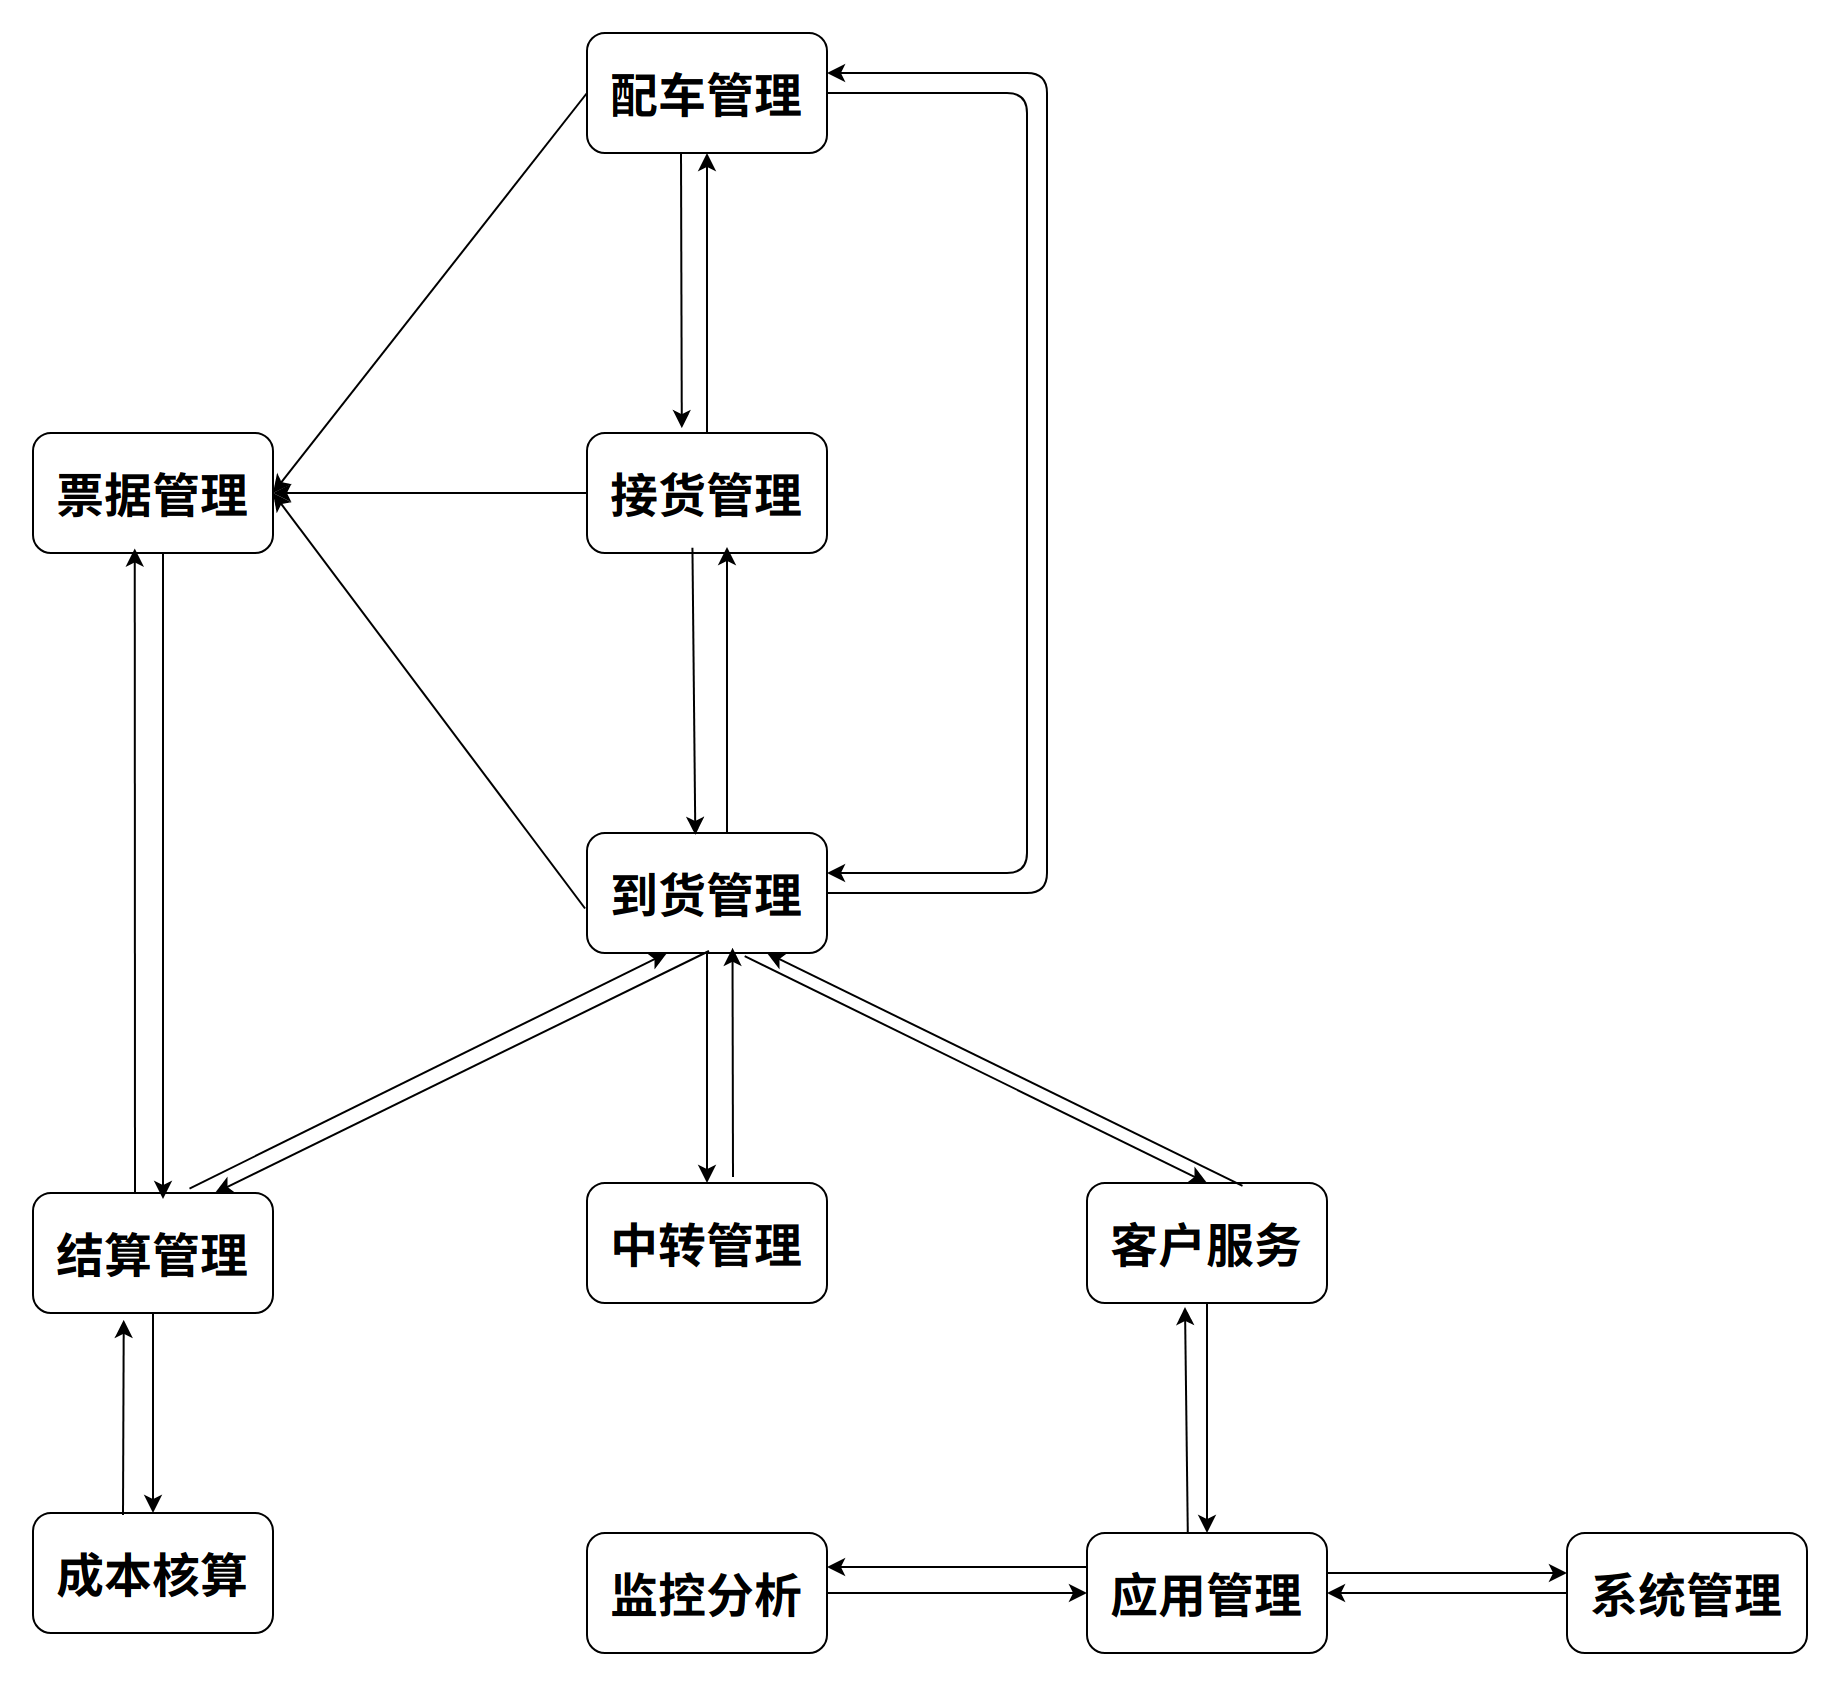 配车管理
票据管理
接货管理
到货管理
结算管理
中转管理
客户服务
成本核算
监控分析
应用管理
系统管理